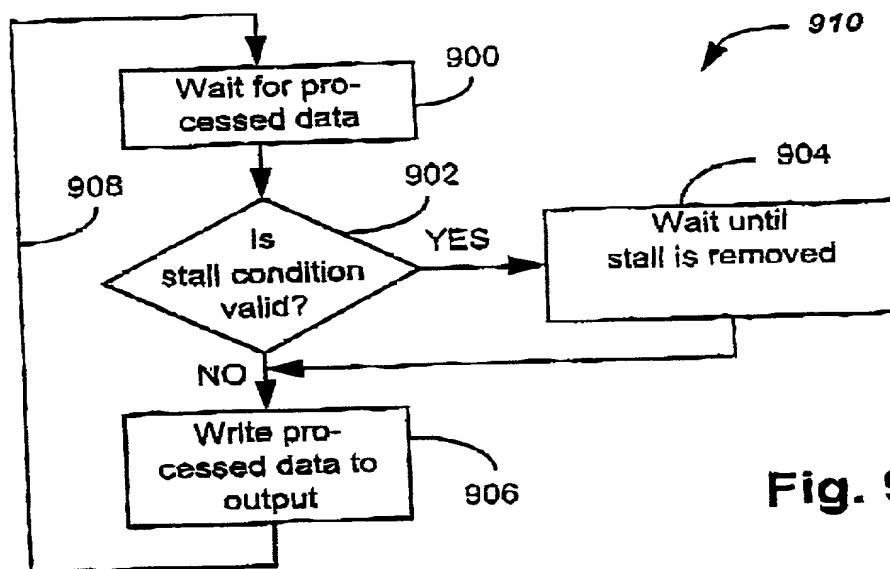 910
900
Wait for pro-
cessed data
908
902
904
Is
stall condition
valid?
YES
Wait until
stall is removed
NO
Write pro-
cessed data to
output
906
Fig. 9